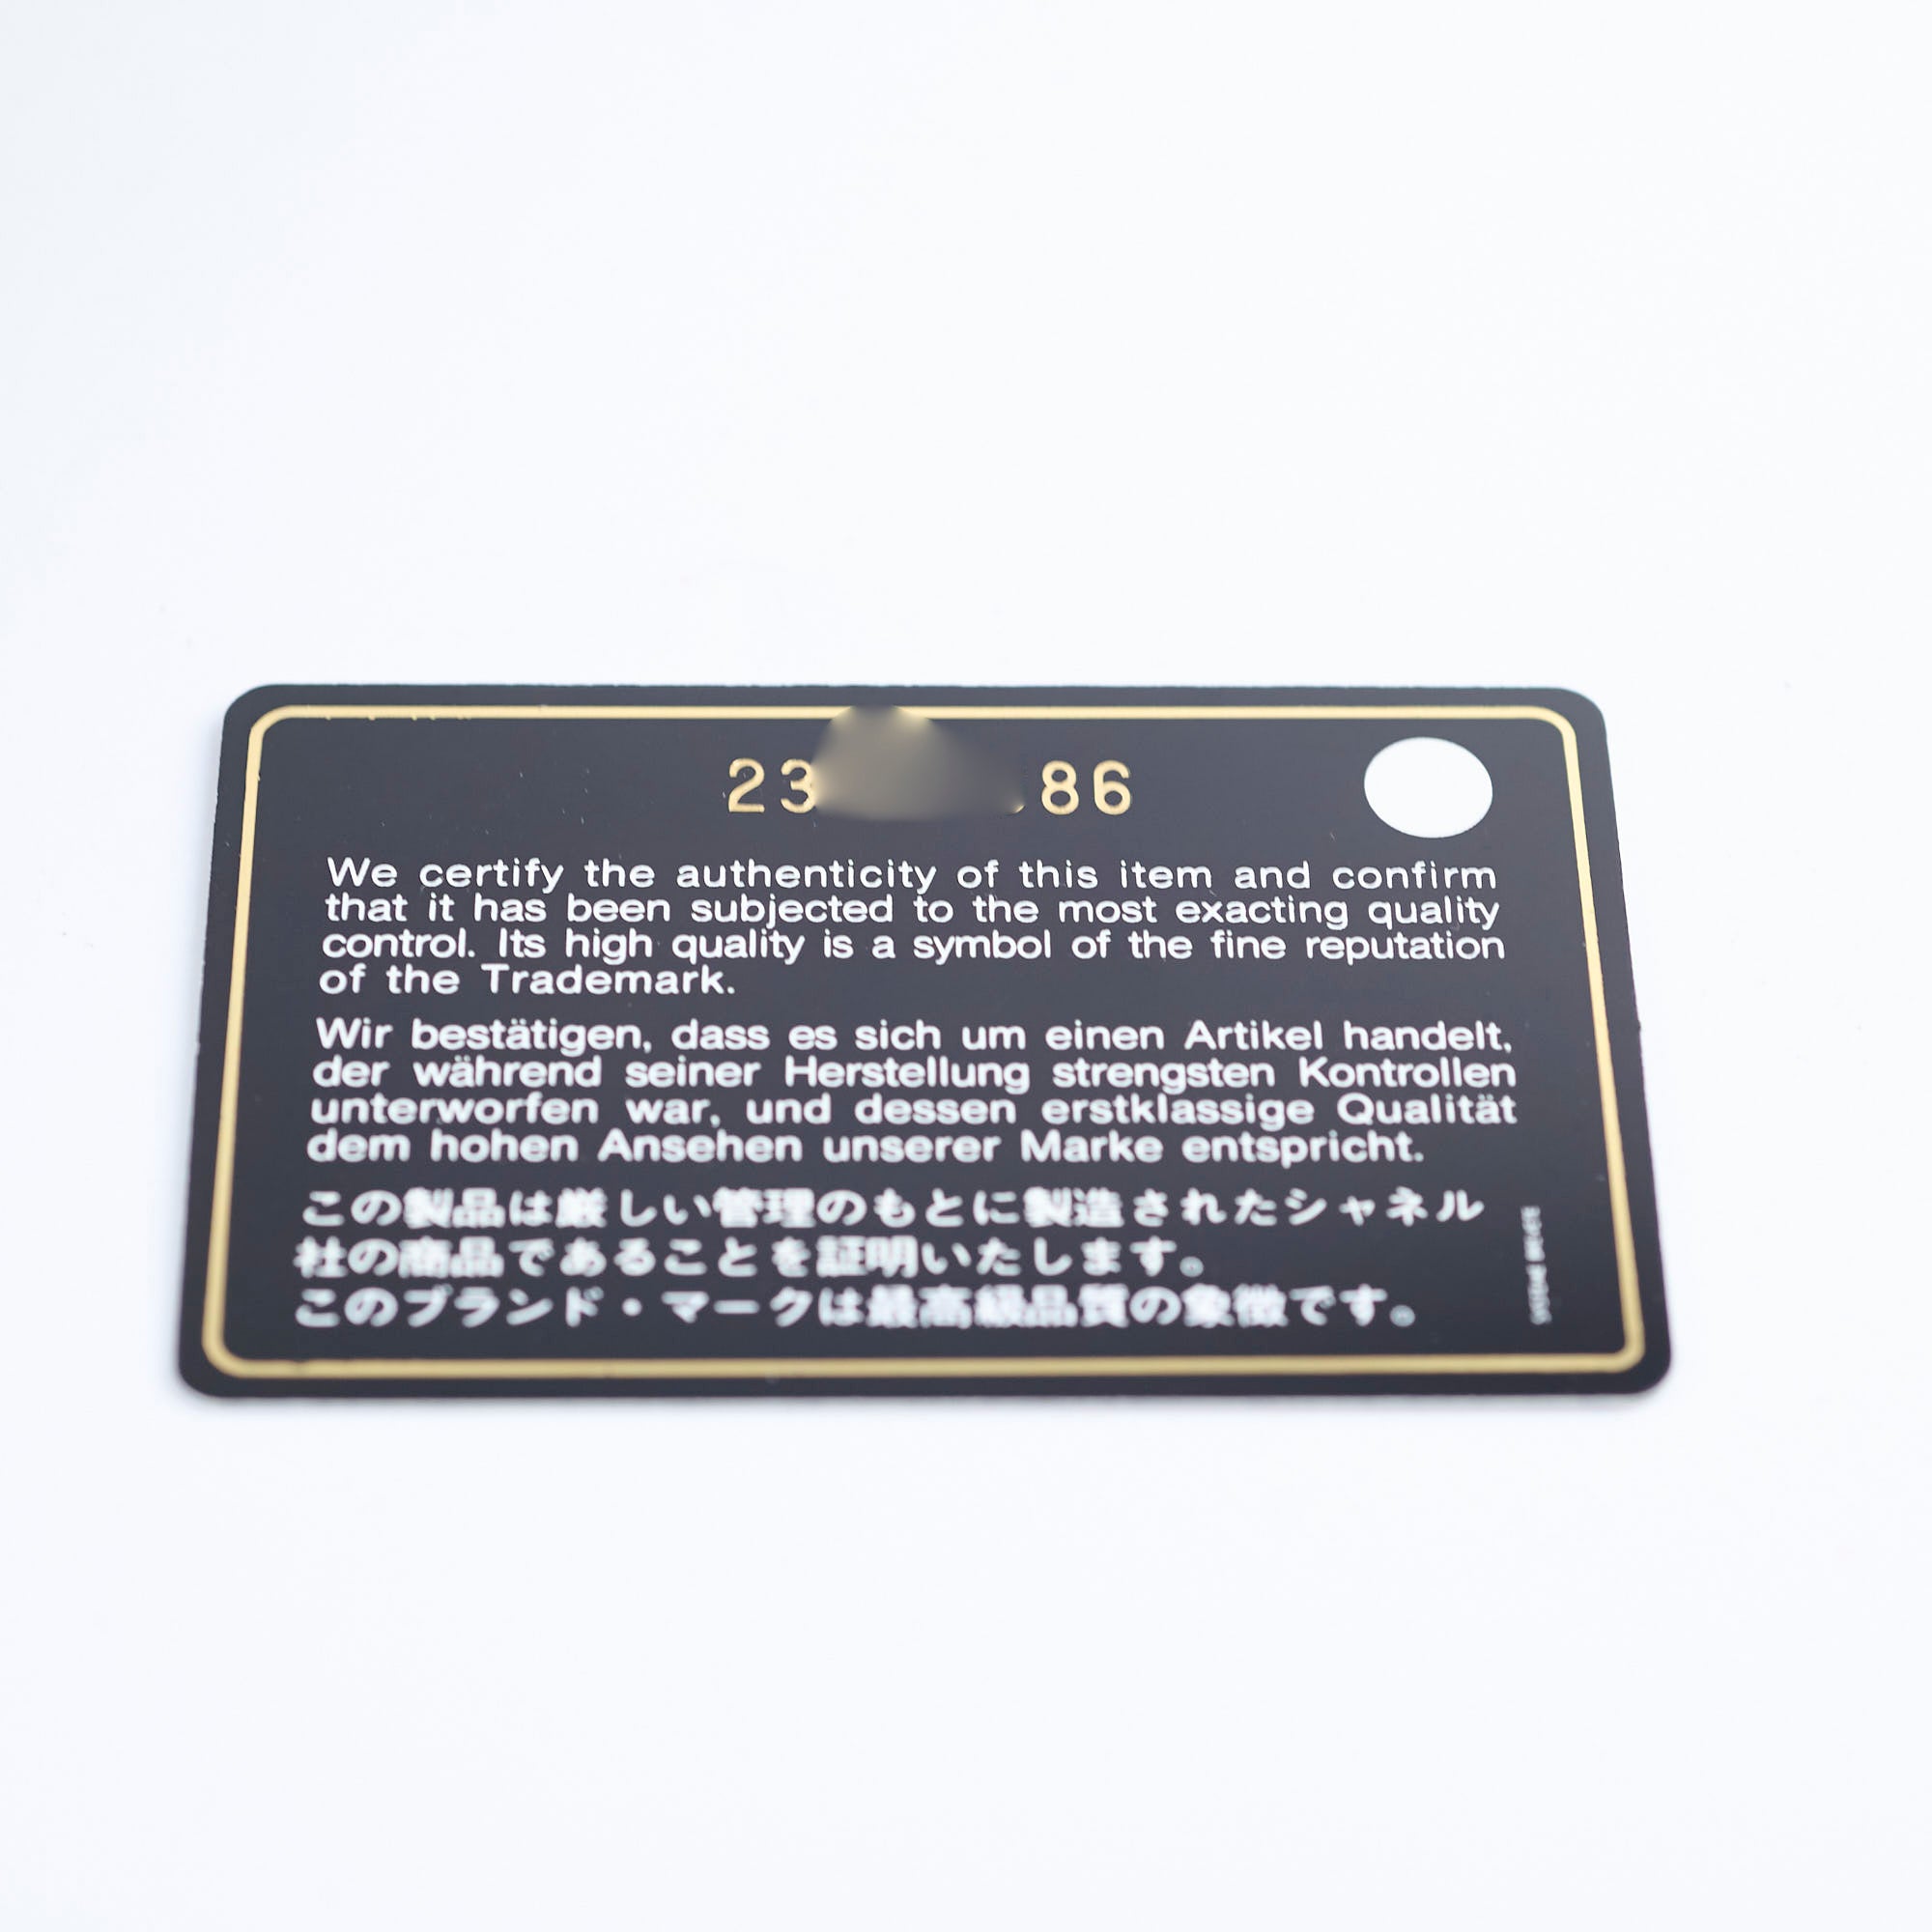 23 86
We certify the authenticity of this item and confirm
that it has been subjected to the most exacting quality
control. Its high quality is a symbol of the fine reputation
of the Trademark.
Wir bestätigen, dass es sich um einen Artikel handelt,
der während seiner Herstellung strengsten Kontrollen
unterworfen war, und dessen erstklassige Qualität
dem hohen Ansehen unserer Marke entspricht.
この製品は厳しい管理のもとに製造されたシャネル
社の商品であることを証明いたします。
このブランド・マークは最高級品質の象徴です。